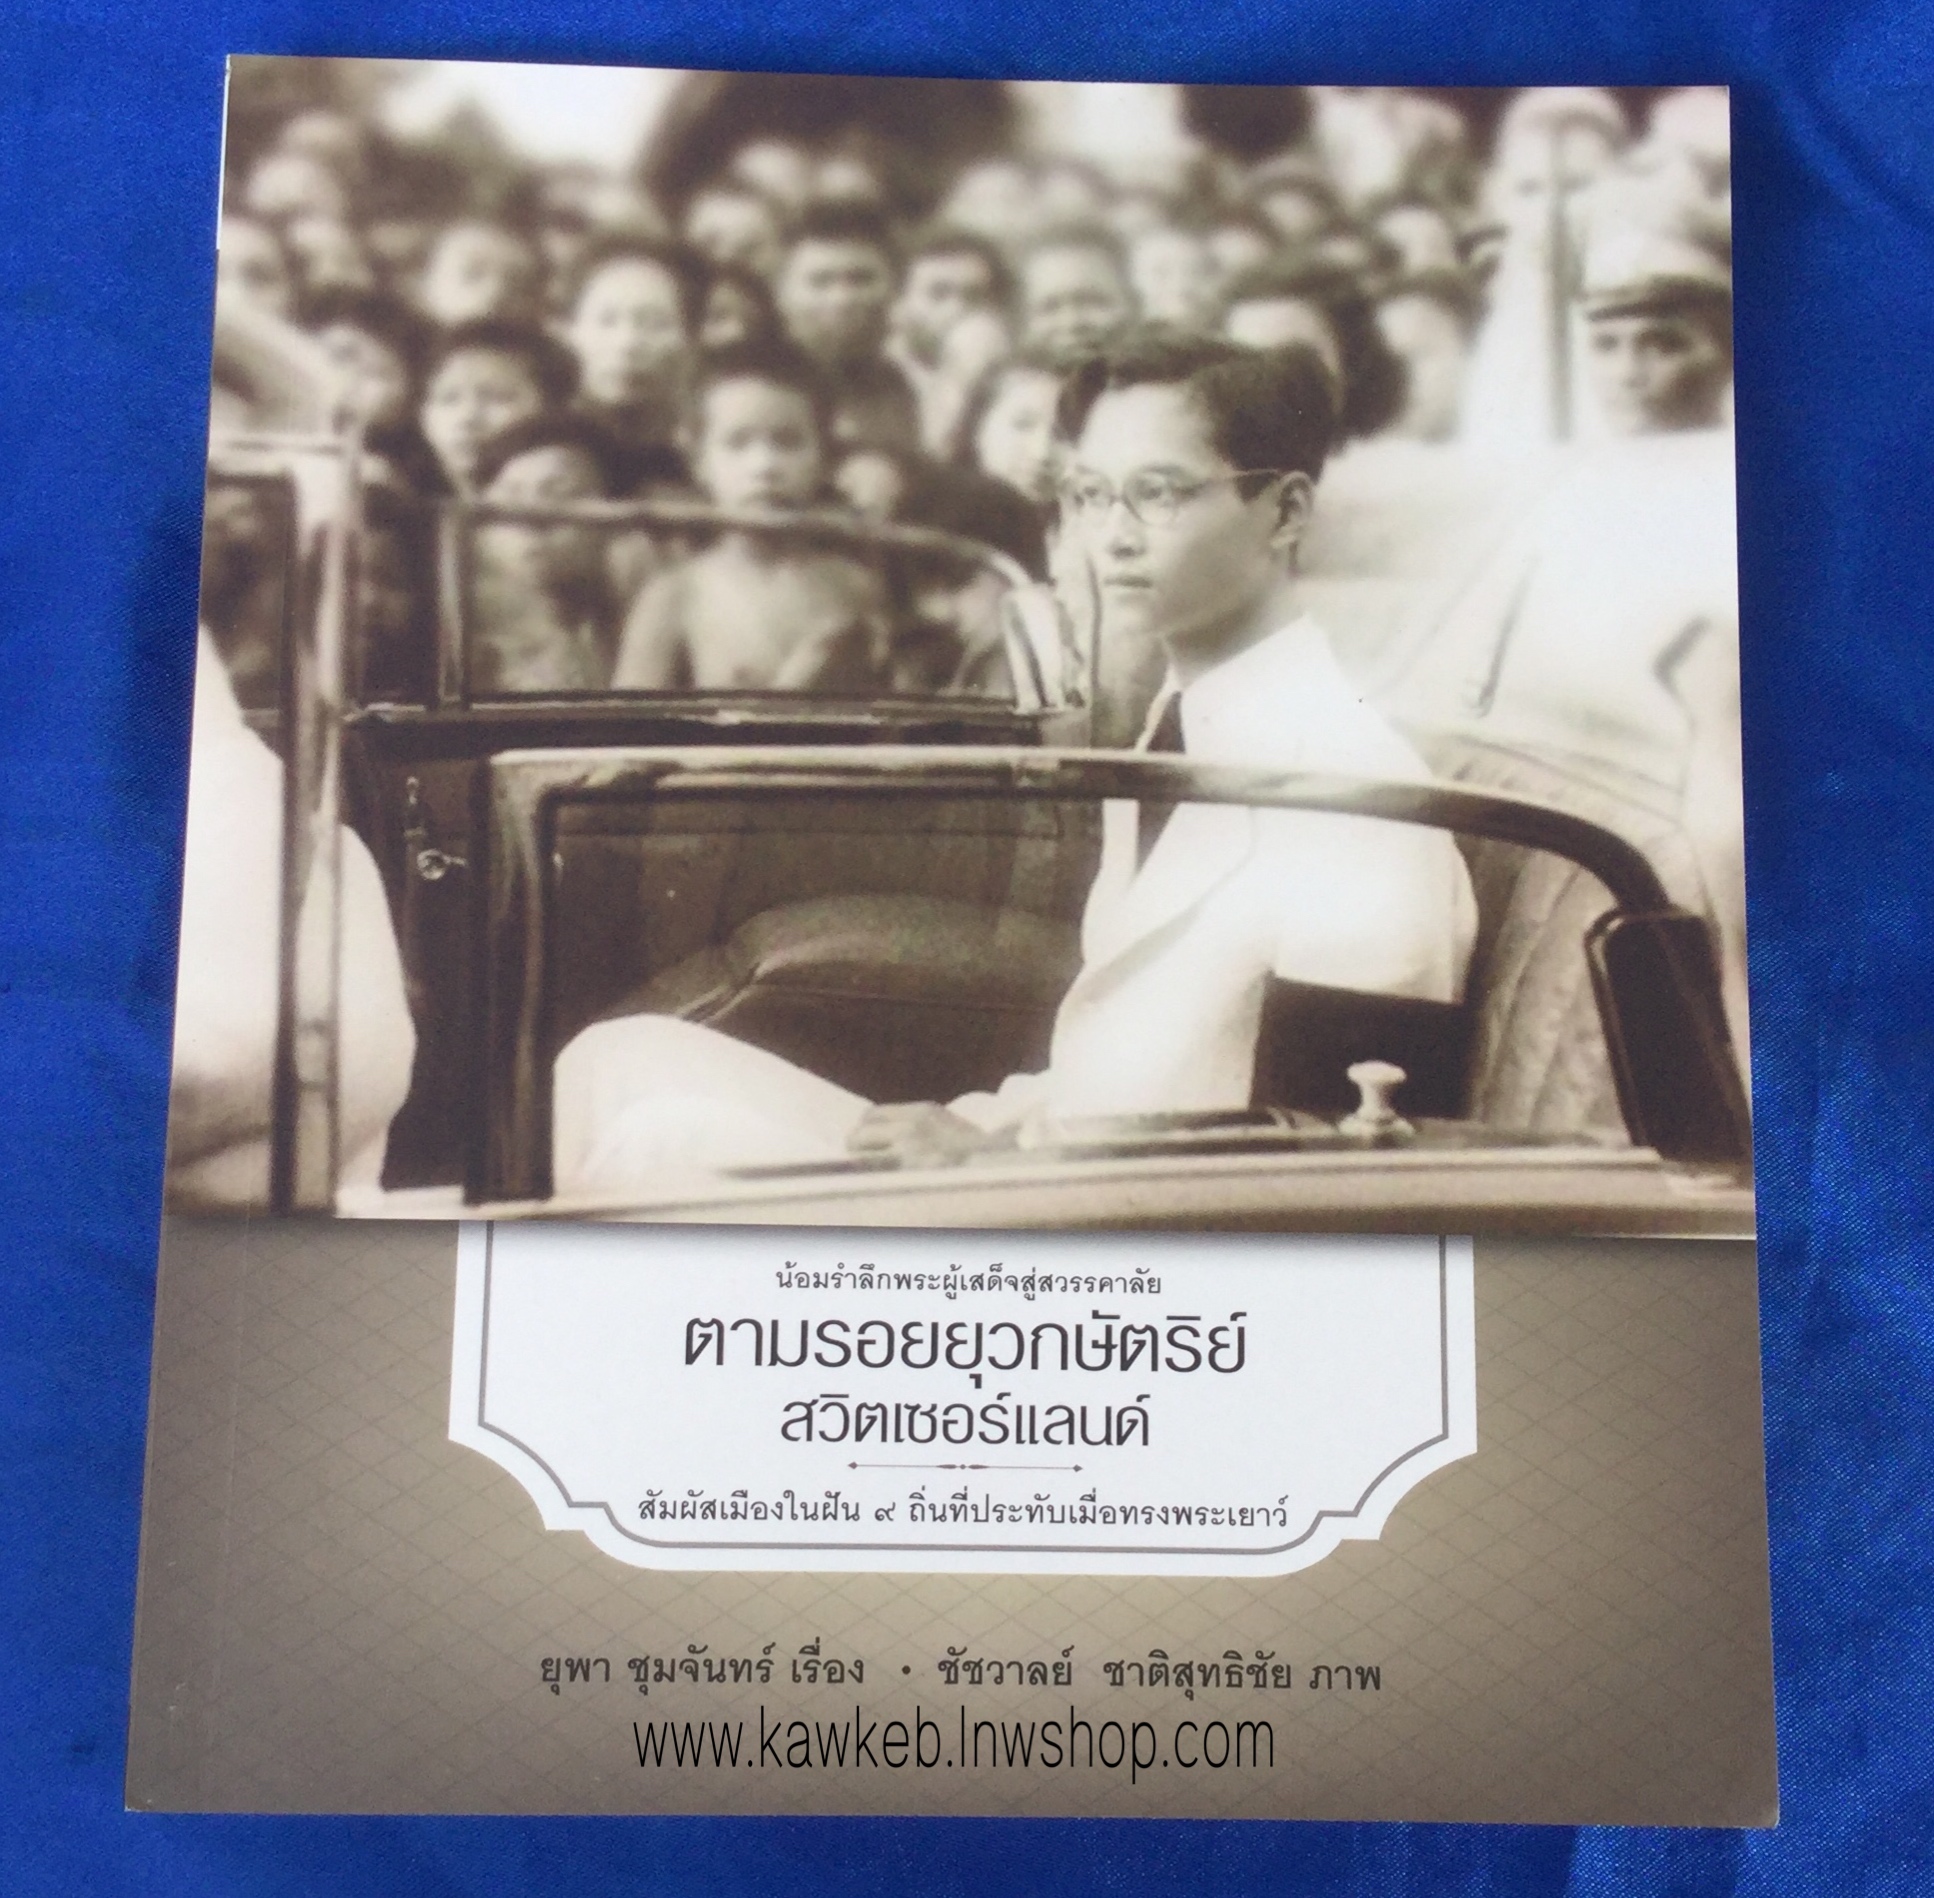 น้อมรำลึกพระผู้เสด็จสู่สวรรคาลัย
ตามรอยยุวกษัตริย์
สวิตเซอร์แลนด์
สัมผัสเมืองในฝัน ๙ ถิ่นที่ประทับเมื่อทรงพระเยาว์
ยุพา ชุมจันทร์ เรื่อง • ชัชวาลย์ ชาติสุทธิชัย ภาพ
www.kawkeb.lnwshop.com